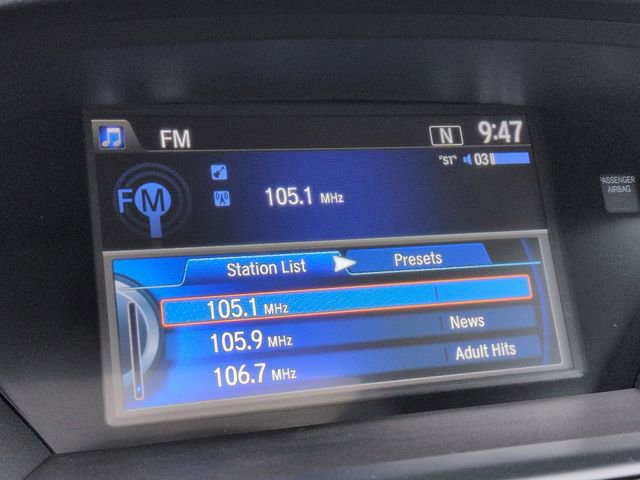 FM
N
9:47
"ST"
03
FM
105.1 MHz
PASSENGER
AIRBAG
Station List
Presets
105.1 MHz
105.9 MHz
News
106.7 MHz
Adult Hits